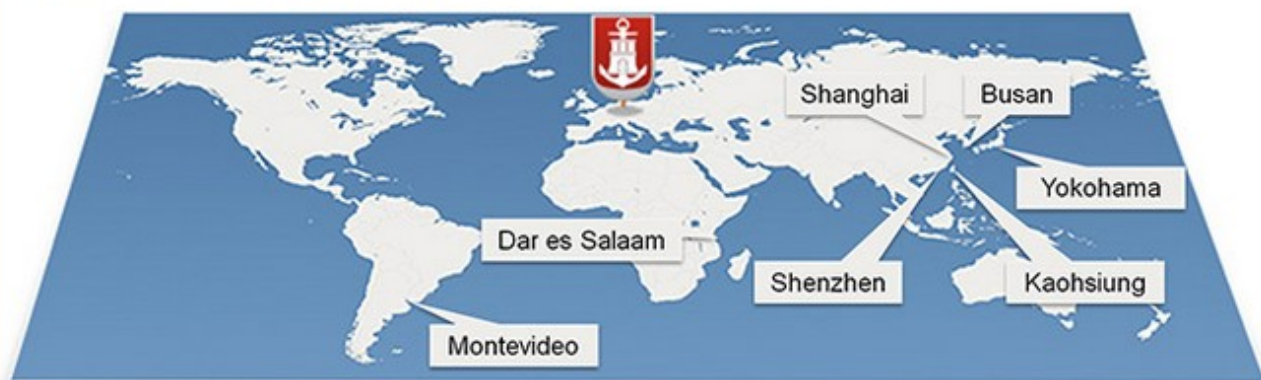 Shanghai
Busan
Yokohama
Dar es Salaam
Shenzhen
Kaohsiung
Montevideo